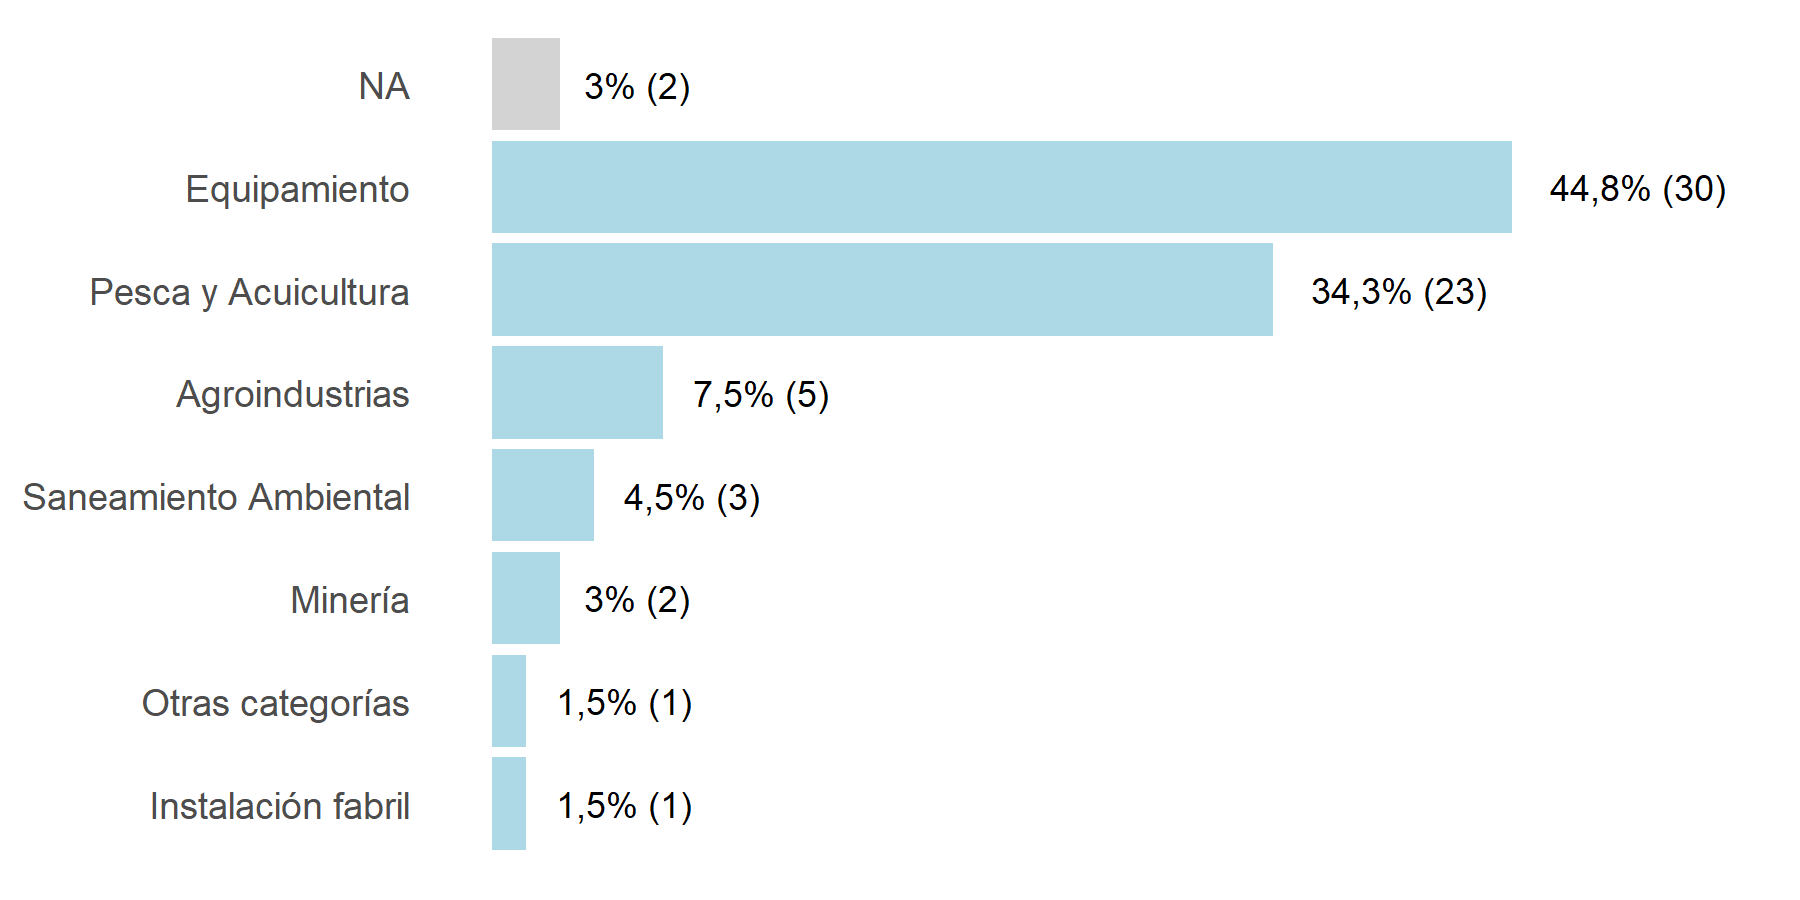 NA 3% (2)
Equipamiento 44,8% (30)
Pesca y Acuicultura 34,3% (23)
Agroindustrias 7,5% (5)
Saneamiento Ambiental 4,5% (3)
Minería 3% (2)
Otras categorías 1,5% (1)
Instalación fabril 1,5% (1)